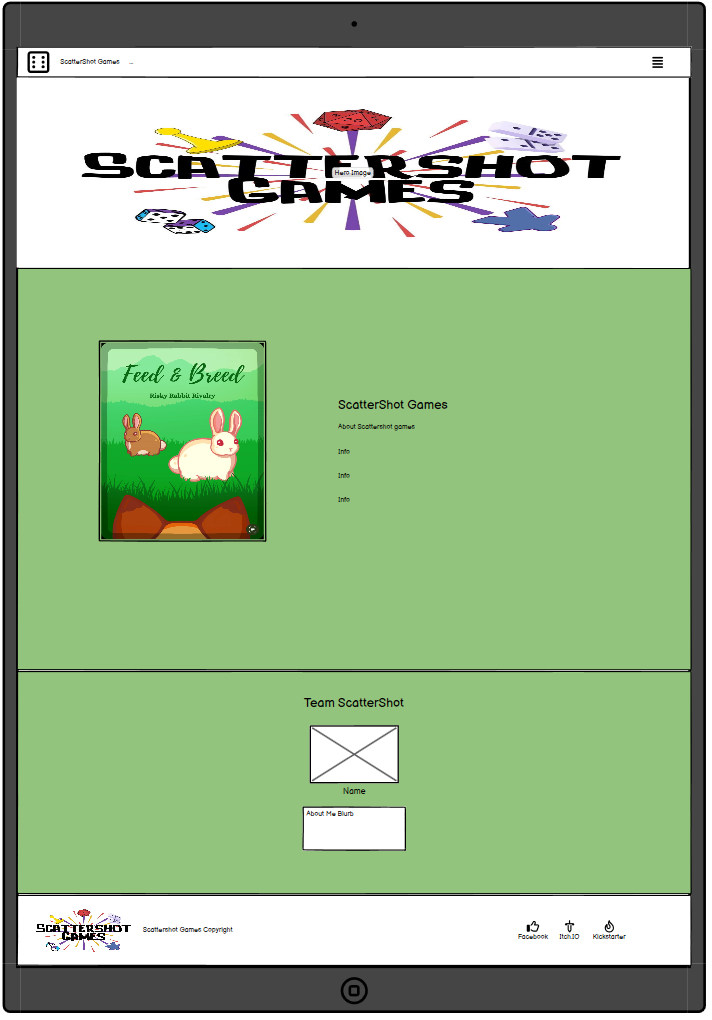 ScatterShot Games
SCATTERSHOT
GAMES
Hero Image
Feed & Breed
Risky Rabbit Rivalry
ScatterShot Games
About Scattershot games
Info
Info
Info
Team ScatterShot
Name
About Me Blurb
SCATTERSHOT
GAMES
Scattershot Games Copyright
Facebook Itch.IO Kickstarter